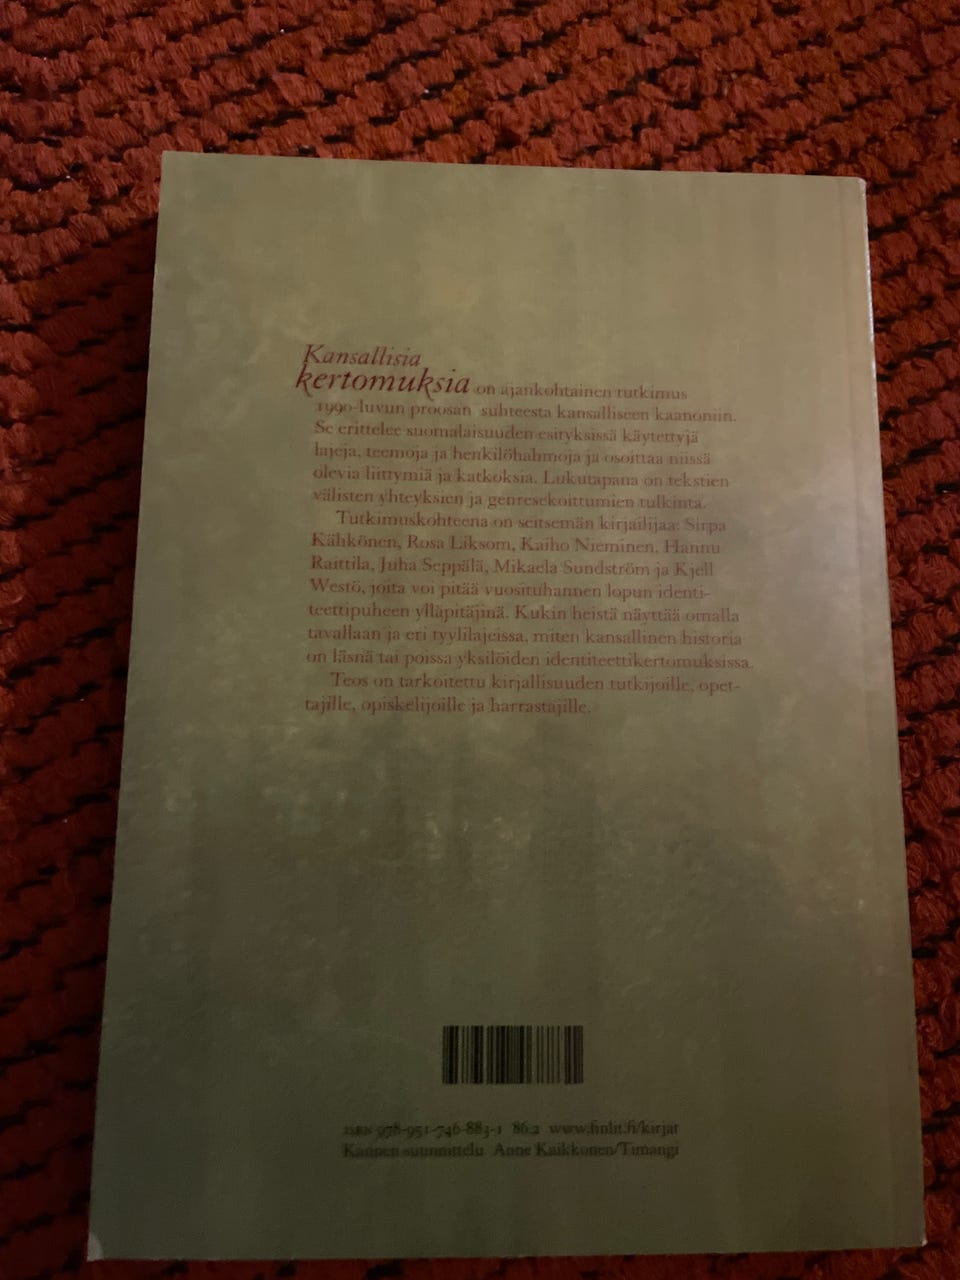 Kansallisia
kertomuksia on ajankohtainen tutkimus
1990-luvun proosan suhteesta kansalliseen kaanoniin.
Se erittelee suomalaisuuden esityksissä käytettyjä
lajeja, teemoja ja henkilöhahmoja ja osoittaa niissä
olevia liittymiä ja katkoksia. Lukutapana on tekstien
välisten yhteyksien ja genresekoittumien tulkinta.
Tutkimuskohteena on seitsemän kirjailijaa: Sirpa
Kähkönen, Rosa Liksom, Kaiho Nieminen, Hannu
Raittila, Juha Seppälä, Mikaela Sundström ja Kjell
Westö, joita voi pitää vuosituhannen lopun identi-
teettipuheen ylläpitäjinä. Kukin heistä näyttää omalla
tavallaan ja eri tyylilajeissa, miten kansallinen historia
on läsnä tai poissa yksilöiden identiteettikertomuksissa.
Teos on tarkoitettu kirjallisuuden tutkijoille, opet-
tajille, opiskelijoille ja harrastajille.
ISBN 978-951-746-883-1 86.2 www.finlit.fi/kirjat
Kannen suunnittelu Anne Kaikkonen/Timangi